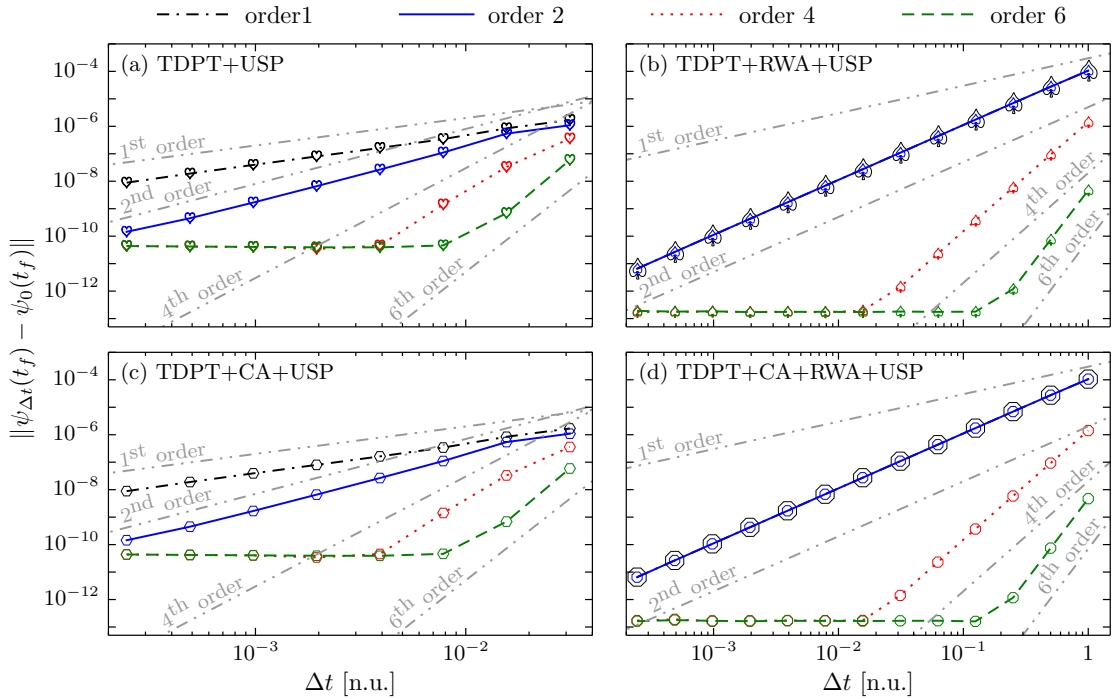 order1 order 2 order 4 order 6
(a) TDPT+USP
(b) TDPT+RWA+USP
10⁻⁴
10⁻⁶
10⁻⁸
10⁻¹⁰
10⁻¹²
1st order
2nd order
4th order
6th order
1st order
2nd order
4th order
6th order
‖ψ_Δt(t_f) − ψ_0(t_f)‖
(c) TDPT+CA+USP
(d) TDPT+CA+RWA+USP
10⁻⁴
10⁻⁶
10⁻⁸
10⁻¹⁰
10⁻¹²
1st order
2nd order
4th order
6th order
1st order
2nd order
4th order
6th order
10⁻³ 10⁻²
10⁻³ 10⁻² 10⁻¹ 1
Δt [n.u.]
Δt [n.u.]